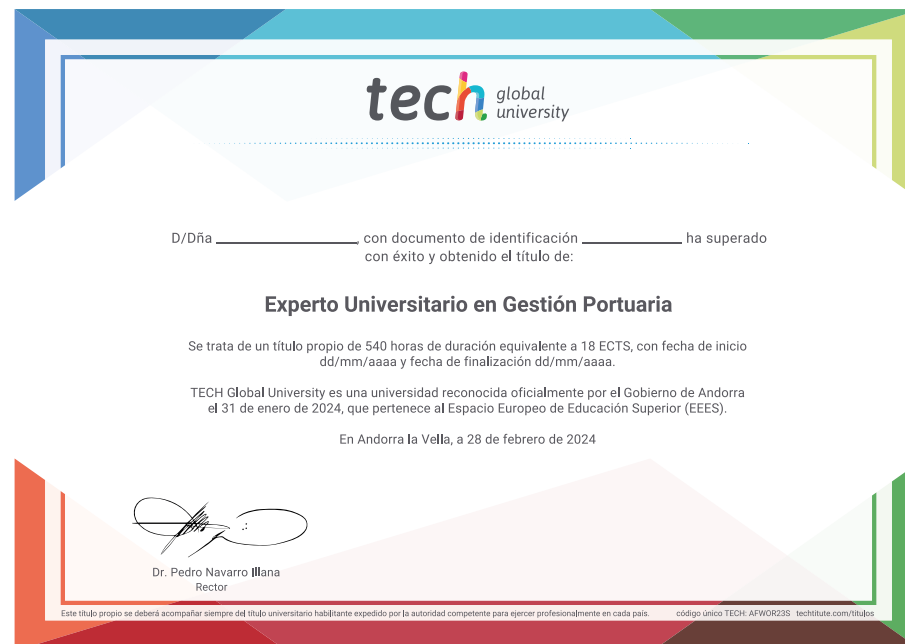 tech global
university
D/Dña ____________________, con documento de identificación ______________ ha superado
con éxito y obtenido el título de:
Experto Universitario en Gestión Portuaria
Se trata de un título propio de 540 horas de duración equivalente a 18 ECTS, con fecha de inicio
dd/mm/aaaa y fecha de finalización dd/mm/aaaa.
TECH Global University es una universidad reconocida oficialmente por el Gobierno de Andorra
el 31 de enero de 2024, que pertenece al Espacio Europeo de Educación Superior (EEES).
En Andorra la Vella, a 28 de febrero de 2024
Dr. Pedro Navarro Illana
Rector
Este título propio se deberá acompañar siempre del título universitario habilitante expedido por la autoridad competente para ejercer profesionalmente en cada país. código único TECH: AFWOR23S techtitute.com/titulos